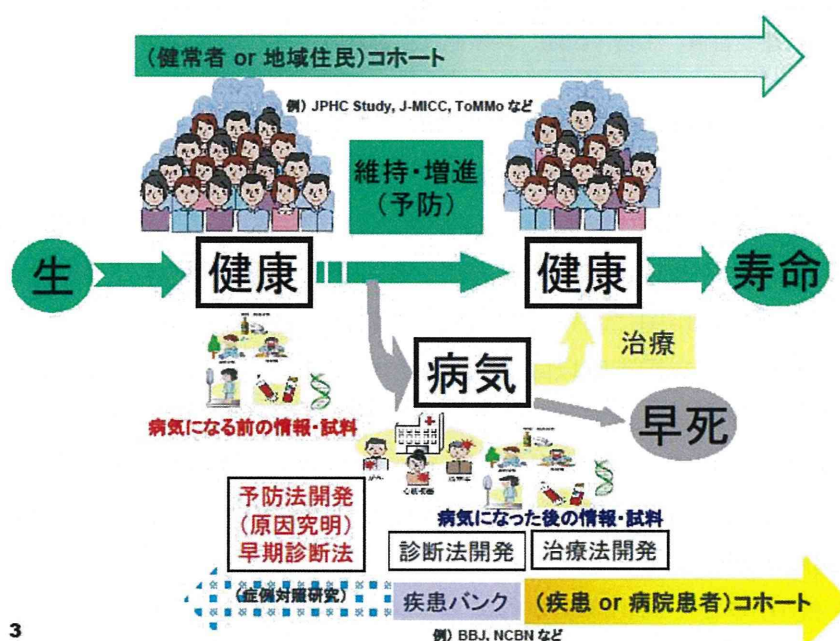 (健常者 or 地域住民)コホート
例) JPHC Study, J-MICC, ToMMo など
維持・増進
(予防)
生
健康
健康
寿命
治療
病気
早死
病気になる前の情報・試料
予防法開発
(原因究明)
早期診断法
病気になった後の情報・試料
診断法開発
治療法開発
(症例対照研究)
疾患バンク
(疾患 or 病院患者)コホート
例) BBJ, NCBN など
3